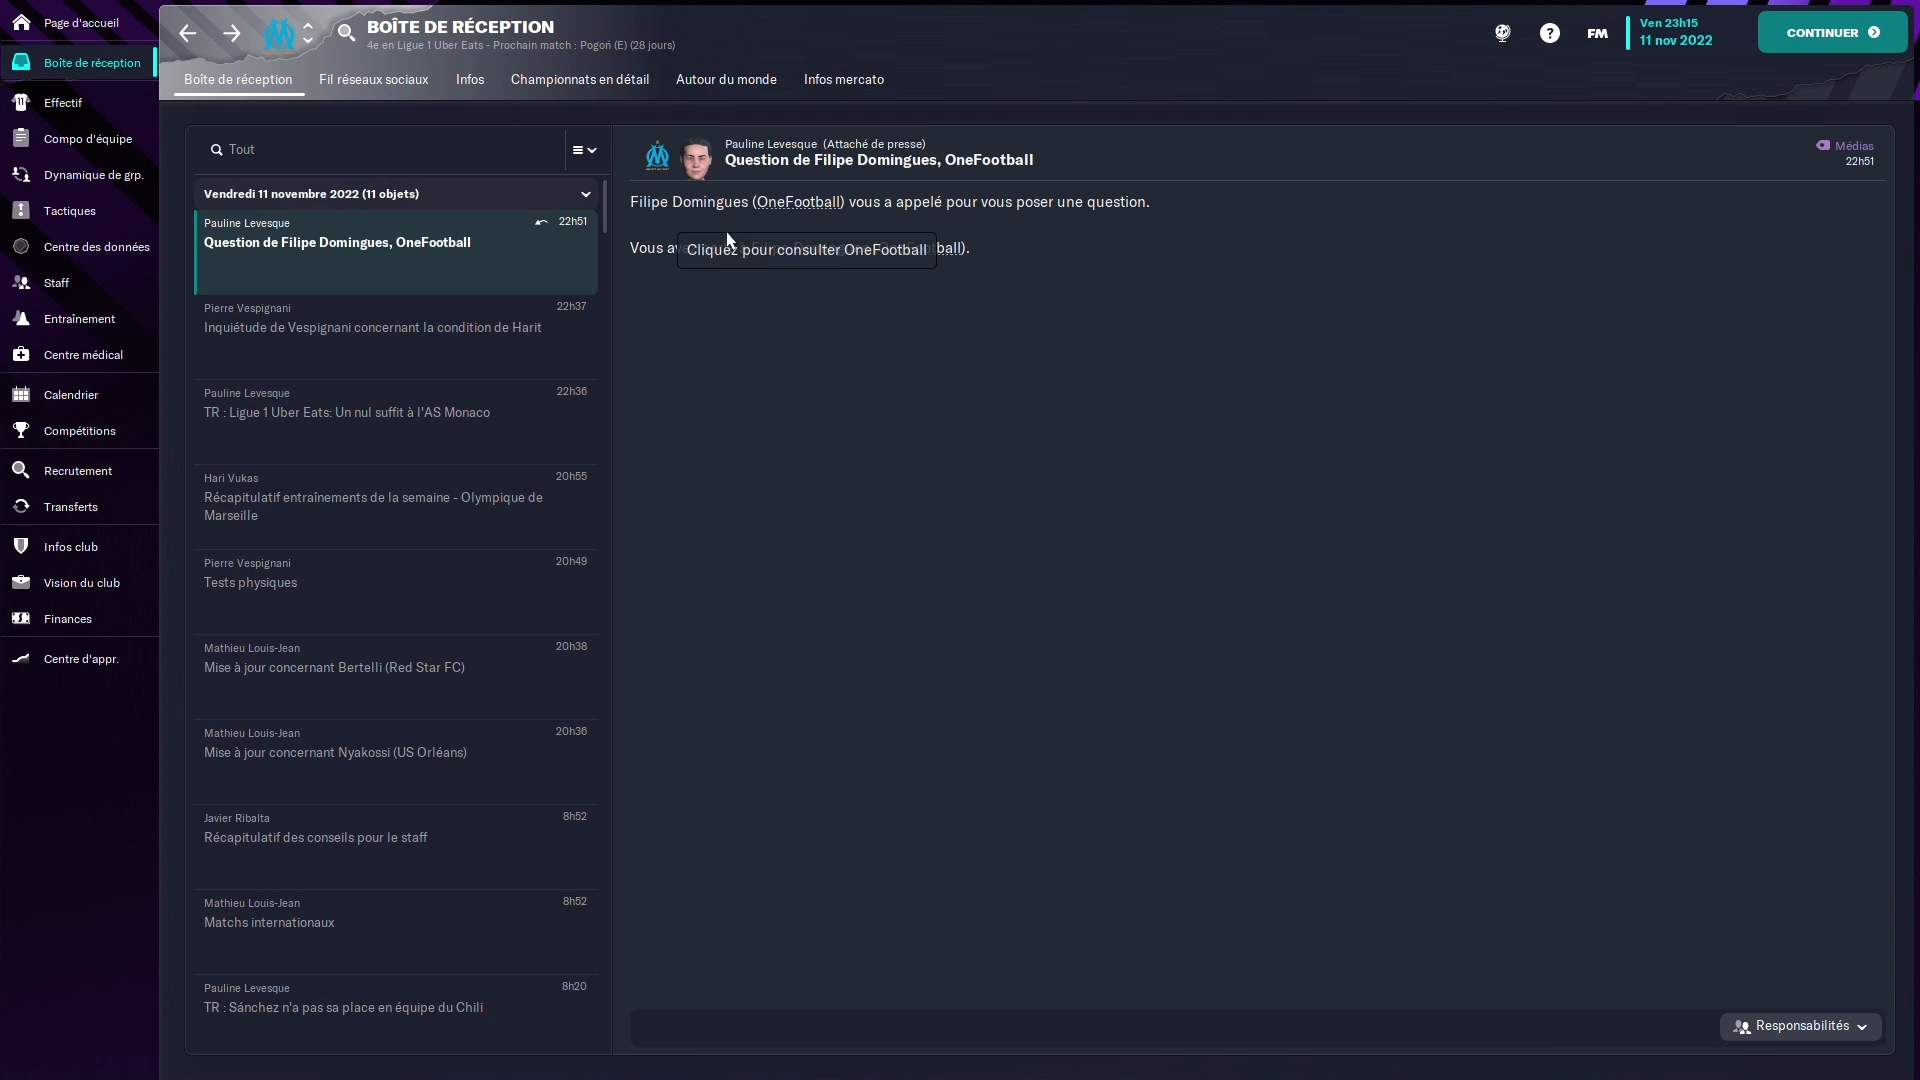 Page d'accueil
Boîte de réception
Effectif
Compo d'équipe
Dynamique de grp.
Tactiques
Centre des données
Staff
Entraînement
Centre médical
Calendrier
Compétitions
Recrutement
Transferts
Infos club
Vision du club
Finances
Centre d'appr.
BOÎTE DE RÉCEPTION
4e en Ligue 1 Uber Eats - Prochain match : Pogoń (E) (28 jours)
?
FM
Ven 23h15
11 nov 2022
CONTINUER
Boîte de réception
Fil réseaux sociaux
Infos
Championnats en détail
Autour du monde
Infos mercato
Tout
Vendredi 11 novembre 2022 (11 objets)
Pauline Levesque
22h51
Question de Filipe Domingues, OneFootball
Pierre Vespignani
22h37
Inquiétude de Vespignani concernant la condition de Harit
Pauline Levesque
22h36
TR : Ligue 1 Uber Eats: Un nul suffit à l'AS Monaco
Hari Vukas
20h55
Récapitulatif entraînements de la semaine - Olympique de
Marseille
Pierre Vespignani
20h49
Tests physiques
Mathieu Louis-Jean
20h38
Mise à jour concernant Bertelli (Red Star FC)
Mathieu Louis-Jean
20h36
Mise à jour concernant Nyakossi (US Orléans)
Javier Ribalta
8h52
Récapitulatif des conseils pour le staff
Mathieu Louis-Jean
8h52
Matchs internationaux
Pauline Levesque
8h20
TR : Sánchez n'a pas sa place en équipe du Chili
Pauline Levesque (Attaché de presse)
Question de Filipe Domingues, OneFootball
Médias
22h51
Filipe Domingues (OneFootball) vous a appelé pour vous poser une question.
Vous
ball).
Cliquez pour consulter OneFootball
Responsabilités